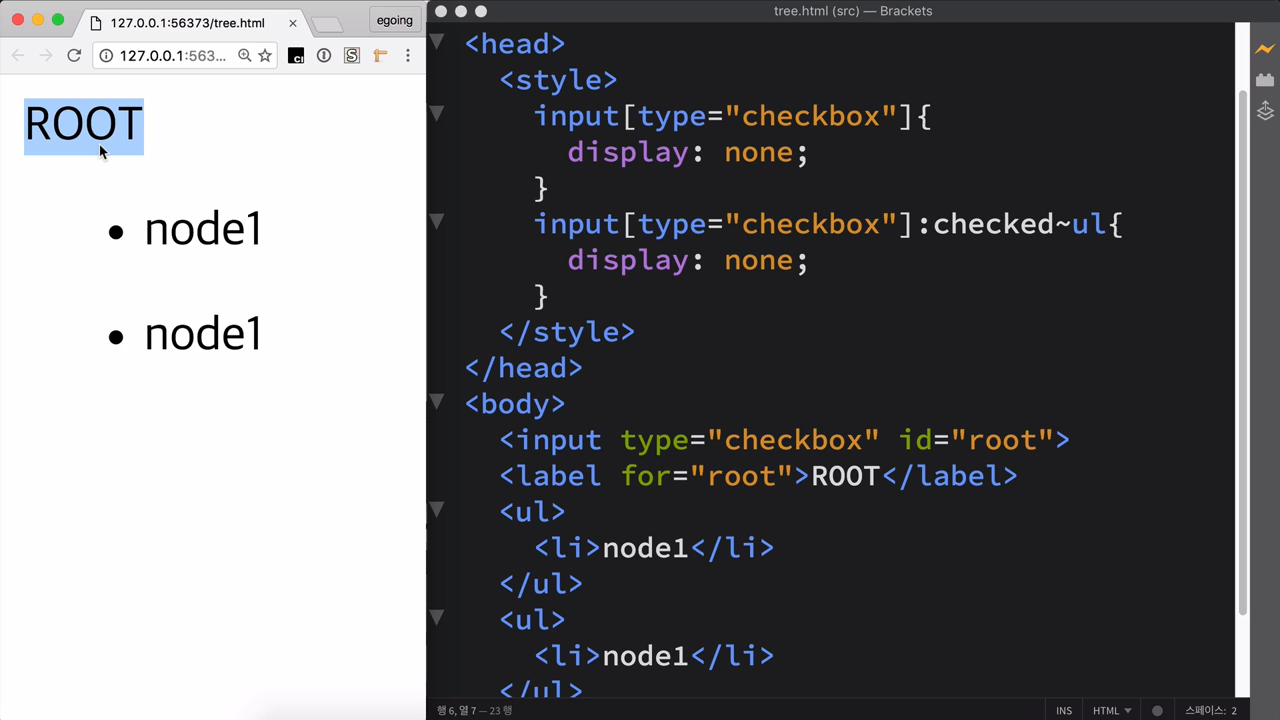 127.0.0.1:56373/tree.html
egoing
127.0.0.1:563...
ROOT
• node1
• node1
tree.html (src) — Brackets
<head>
<style>
input[type="checkbox"]{
display: none;
}
input[type="checkbox"]:checked~ul{
display: none;
}
</style>
</head>
<body>
<input type="checkbox" id="root">
<label for="root">ROOT</label>
<ul>
<li>node1</li>
</ul>
<ul>
<li>node1</li>
</ul>
행 6, 열 7 — 23 행
INS
HTML
스페이스: 2